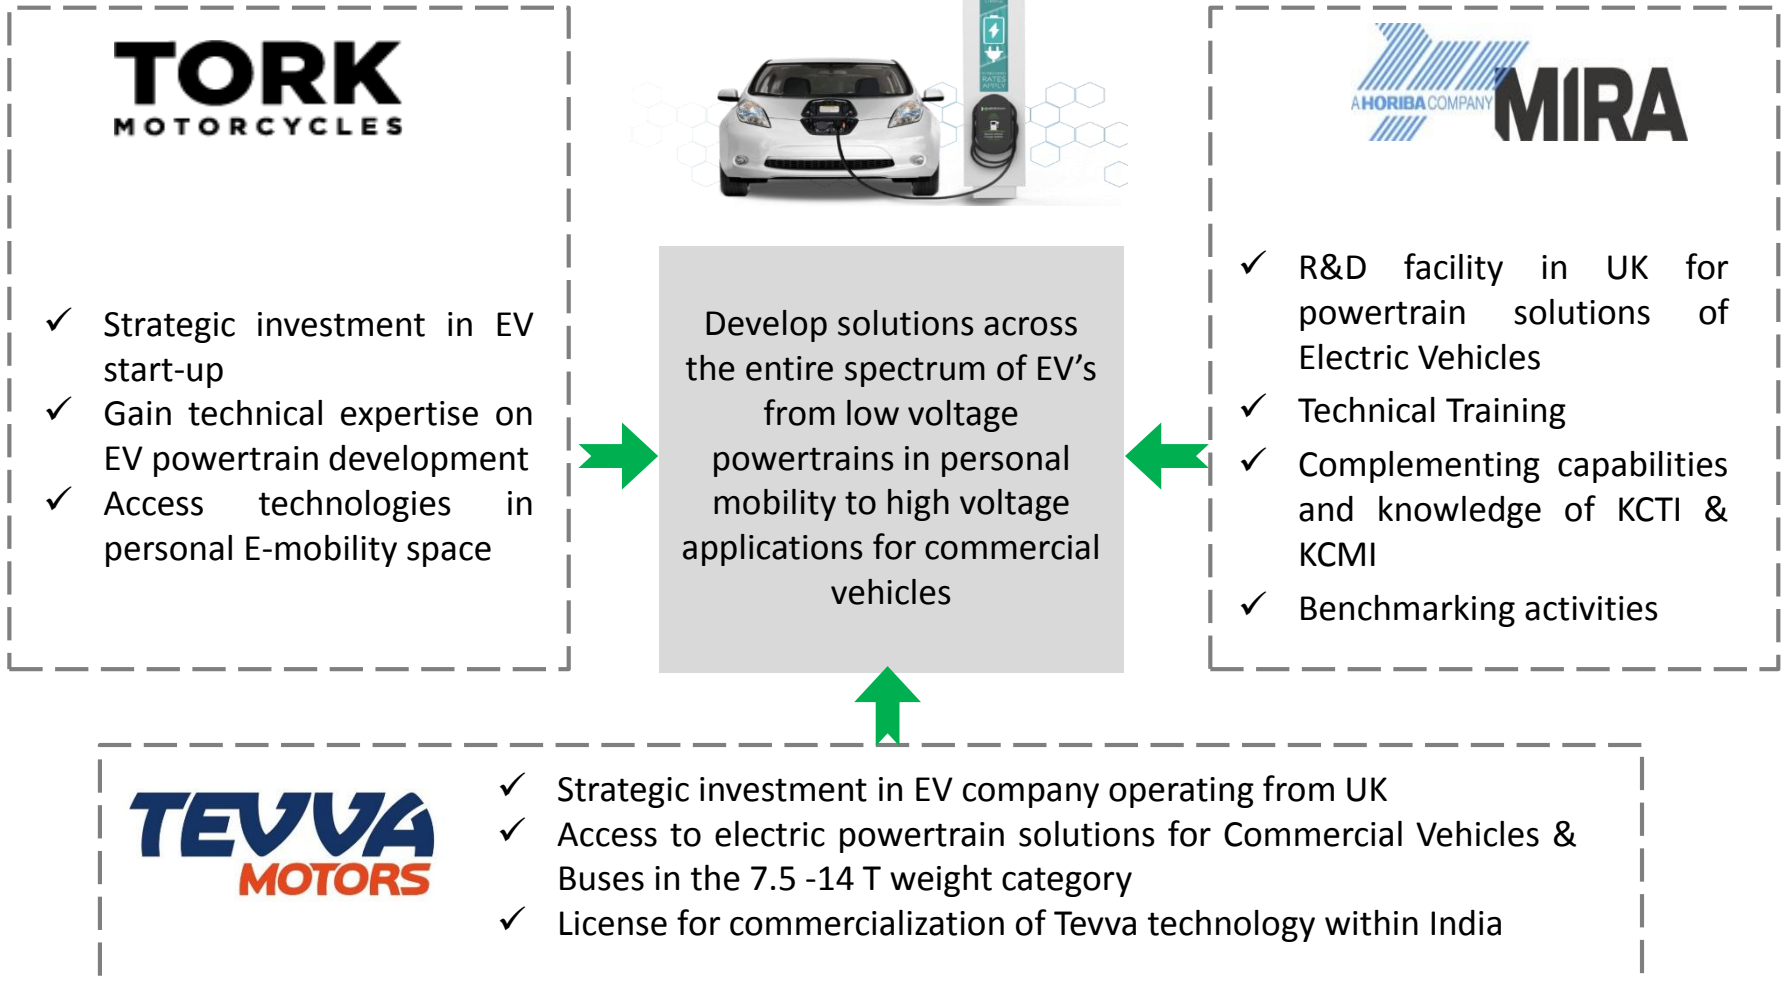 TORK
MOTORCYCLES
Strategic investment in EV
start-up
Gain technical expertise on
EV powertrain development
Access technologies in
personal E-mobility space
RATES
APPLY
Develop solutions across
the entire spectrum of EV’s
from low voltage
powertrains in personal
mobility to high voltage
applications for commercial
vehicles
A HORIBA COMPANY
MIRA
R&D facility in UK for
powertrain solutions of
Electric Vehicles
Technical Training
Complementing capabilities
and knowledge of KCTI &
KCMI
Benchmarking activities
TEVVA
MOTORS
Strategic investment in EV company operating from UK
Access to electric powertrain solutions for Commercial Vehicles &
Buses in the 7.5 -14 T weight category
License for commercialization of Tevva technology within India